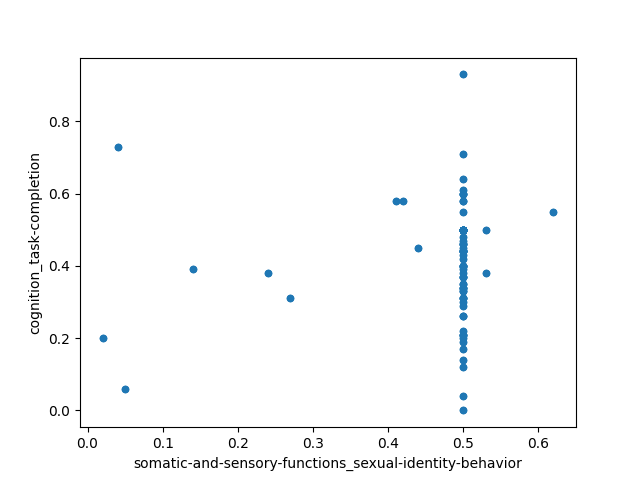 0.8
0.6
0.4
0.2
0.0
cognition_task-completion
0.0 0.1 0.2 0.3 0.4 0.5 0.6
somatic-and-sensory-functions_sexual-identity-behavior